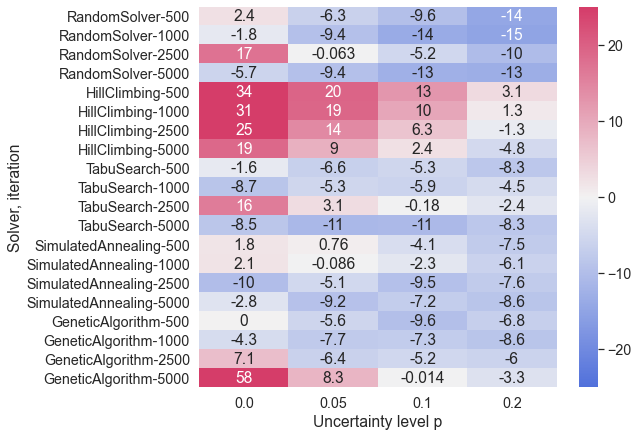 RandomSolver-500 2.4 -6.3 -9.6 -14
RandomSolver-1000 -1.8 -9.4 -14 -15
RandomSolver-2500 17 -0.063 -5.2 -10
RandomSolver-5000 -5.7 -9.4 -13 -13
HillClimbing-500 34 20 13 3.1
HillClimbing-1000 31 19 10 1.3
HillClimbing-2500 25 14 6.3 -1.3
HillClimbing-5000 19 9 2.4 -4.8
TabuSearch-500 -1.6 -6.6 -5.3 -8.3
TabuSearch-1000 -8.7 -5.3 -5.9 -4.5
TabuSearch-2500 16 3.1 -0.18 -2.4
TabuSearch-5000 -8.5 -11 -11 -8.3
SimulatedAnnealing-500 1.8 0.76 -4.1 -7.5
SimulatedAnnealing-1000 2.1 -0.086 -2.3 -6.1
SimulatedAnnealing-2500 -10 -5.1 -9.5 -7.6
SimulatedAnnealing-5000 -2.8 -9.2 -7.2 -8.6
GeneticAlgorithm-500 0 -5.6 -9.6 -6.8
GeneticAlgorithm-1000 -4.3 -7.7 -7.3 -8.6
GeneticAlgorithm-2500 7.1 -6.4 -5.2 -6
GeneticAlgorithm-5000 58 8.3 -0.014 -3.3
0.0 0.05 0.1 0.2
Uncertainty level p
Solver, iteration
20
10
0
−10
−20